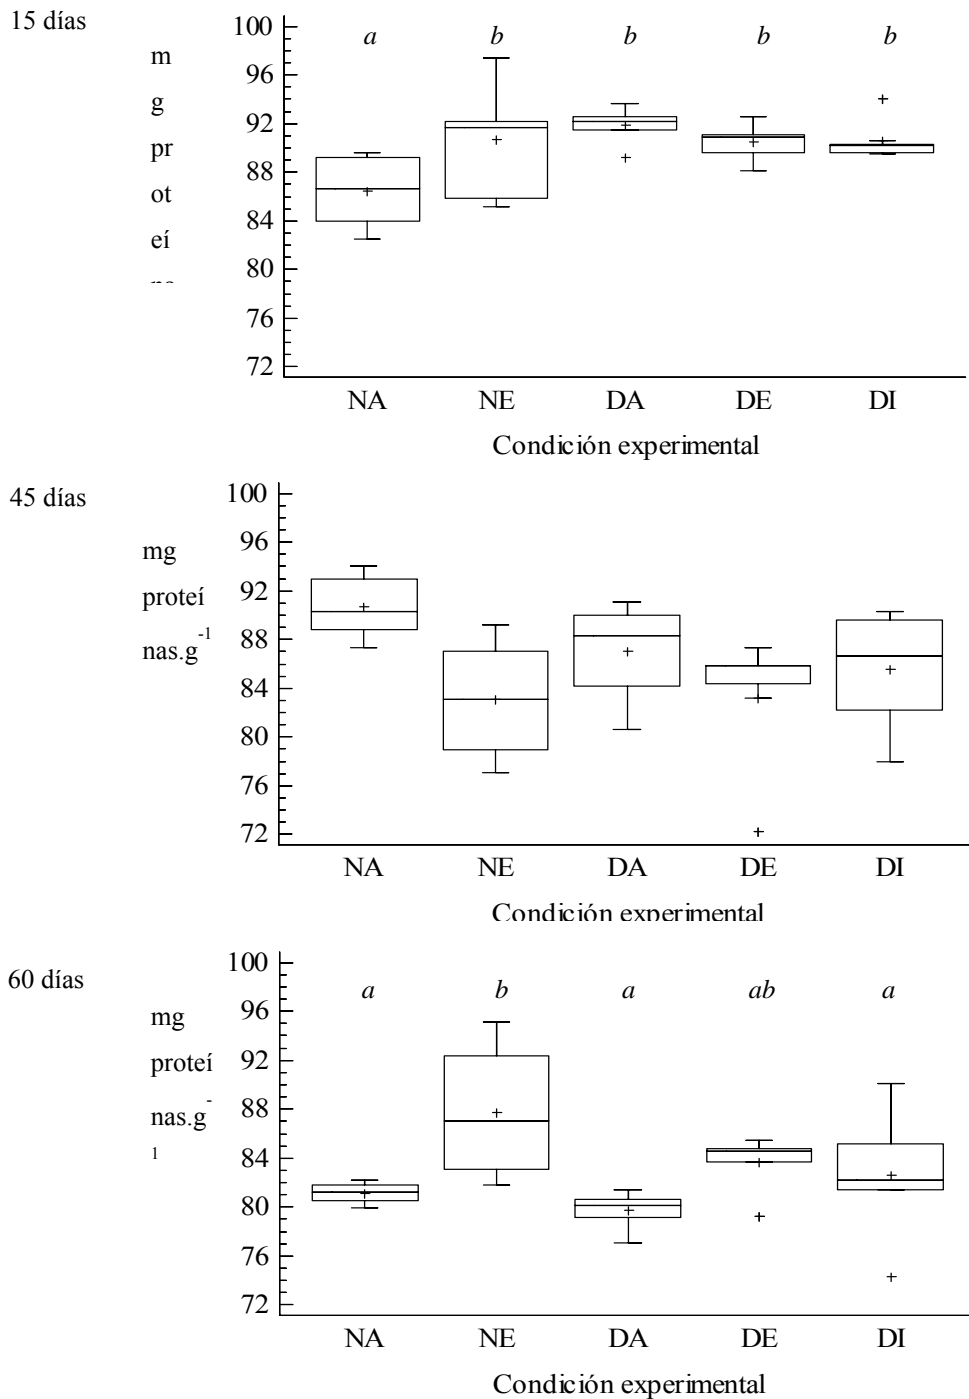 15 días
m
g
pr
ot
eí
100
96
92
88
84
80
76
72
a b b b b
NA NE DA DE DI
Condición experimental
45 días
mg
proteí
nas.g-1
100
96
92
88
84
80
76
72
NA NE DA DE DI
Condición experimental
60 días
mg
proteí
nas.g-
1
100
96
92
88
84
80
76
72
a b a ab a
NA NE DA DE DI
Condición experimental